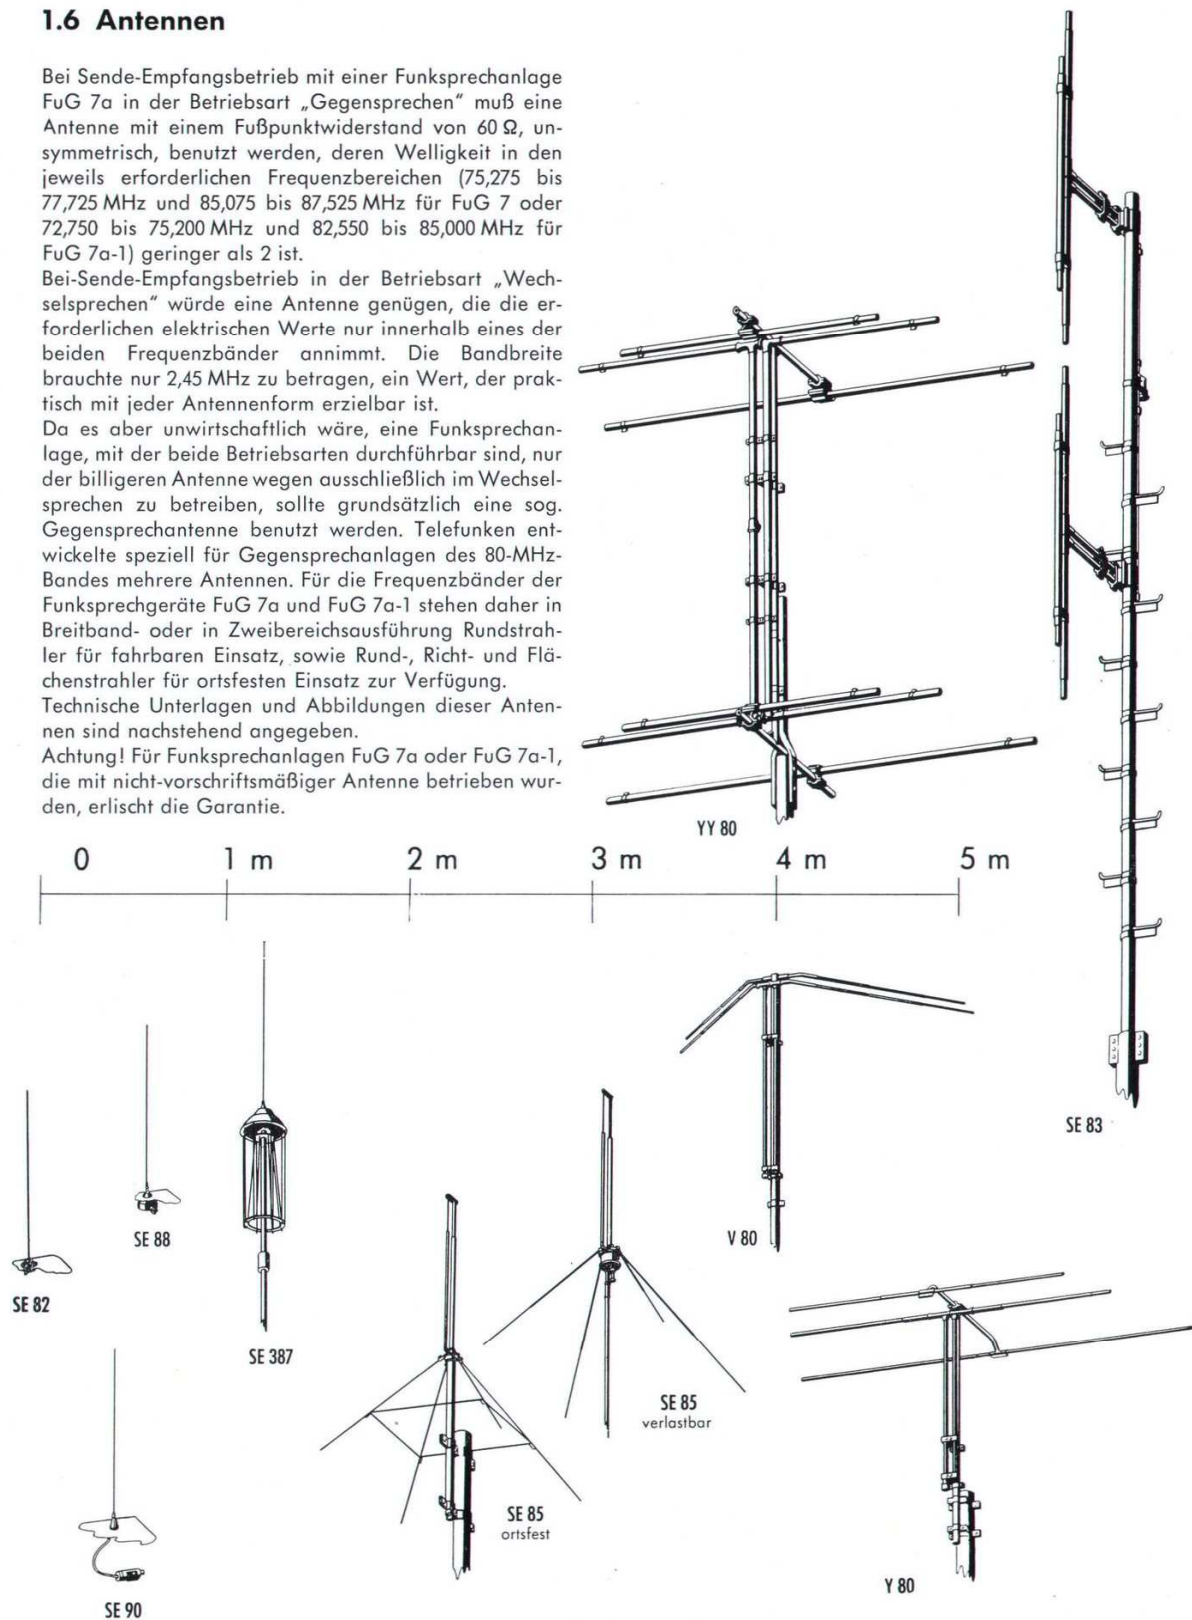 1.6 Antennen
Bei Sende-Empfangsbetrieb mit einer Funksprechanlage
FuG 7a in der Betriebsart „Gegensprechen“ muß eine
Antenne mit einem Fußpunktwiderstand von 60 Ω, un-
symmetrisch, benutzt werden, deren Welligkeit in den
jeweils erforderlichen Frequenzbereichen (75,275 bis
77,725 MHz und 85,075 bis 87,525 MHz für FuG 7 oder
72,750 bis 75,200 MHz und 82,550 bis 85,000 MHz für
FuG 7a-1) geringer als 2 ist.
Bei-Sende-Empfangsbetrieb in der Betriebsart „Wech-
selsprechen“ würde eine Antenne genügen, die die er-
forderlichen elektrischen Werte nur innerhalb eines der
beiden Frequenzbänder annimmt. Die Bandbreite
brauchte nur 2,45 MHz zu betragen, ein Wert, der prak-
tisch mit jeder Antennenform erzielbar ist.
Da es aber unwirtschaftlich wäre, eine Funksprechan-
lage, mit der beide Betriebsarten durchführbar sind, nur
der billigeren Antenne wegen ausschließlich im Wechsel-
sprechen zu betreiben, sollte grundsätzlich eine sog.
Gegensprechantenne benutzt werden. Telefunken ent-
wickelte speziell für Gegensprechanlagen des 80-MHz-
Bandes mehrere Antennen. Für die Frequenzbänder der
Funksprechgeräte FuG 7a und FuG 7a-1 stehen daher in
Breitband- oder in Zweibereichsausführung Rundstrah-
ler für fahrbaren Einsatz, sowie Rund-, Richt- und Flä-
chenstrahler für ortsfesten Einsatz zur Verfügung.
Technische Unterlagen und Abbildungen dieser Anten-
nen sind nachstehend angegeben.
Achtung! Für Funksprechanlagen FuG 7a oder FuG 7a-1,
die mit nicht-vorschriftsmäßiger Antenne betrieben wur-
den, erlischt die Garantie.
YY 80
0 1 m 2 m 3 m 4 m 5 m
SE 83
SE 88
V 80
SE 82
SE 387
SE 85
verlastbar
SE 85
ortsfest
Y 80
SE 90